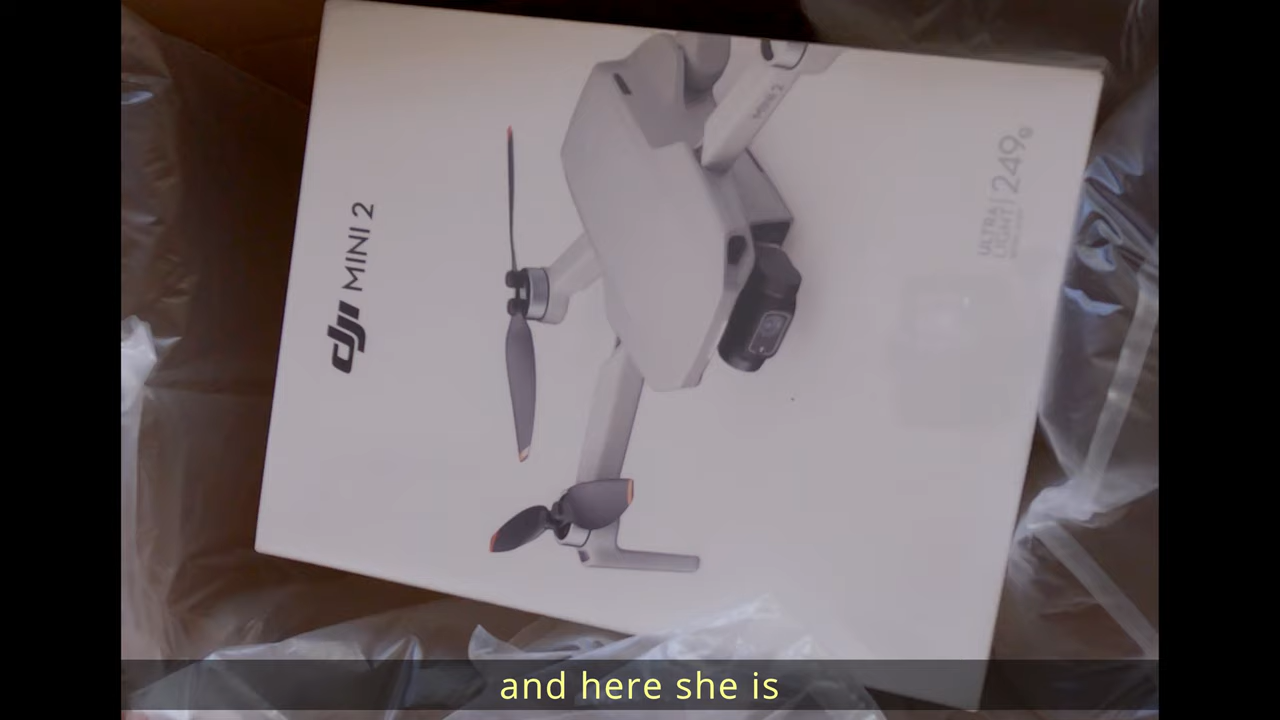 dji MINI 2
MINI 2
ULTRA
LIGHT | 249g
and here she is